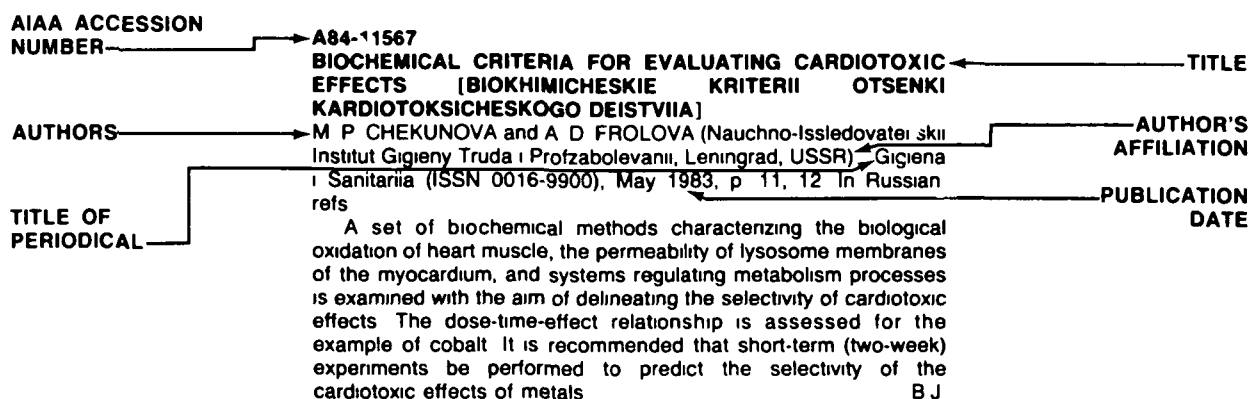 AIAA ACCESSION
NUMBER
A84-11567
BIOCHEMICAL CRITERIA FOR EVALUATING CARDIOTOXIC
EFFECTS [BIOKHIMICHESKIE KRITERII OTSENKI
KARDIOTOKSICHESKOGO DEISTVIIA]
TITLE
AUTHORS
M P CHEKUNOVA and A D FROLOVA (Nauchno-Issledovatel skii
Institut Gigieny Truda i Profzabolevanii, Leningrad, USSR) Gigiena
i Sanitariia (ISSN 0016-9900), May 1983, p 11, 12 In Russian
refs
AUTHOR'S
AFFILIATION
TITLE OF
PERIODICAL
PUBLICATION
DATE
A set of biochemical methods characterizing the biological
oxidation of heart muscle, the permeability of lysosome membranes
of the myocardium, and systems regulating metabolism processes
is examined with the aim of delineating the selectivity of cardiotoxic
effects The dose-time-effect relationship is assessed for the
example of cobalt It is recommended that short-term (two-week)
experiments be performed to predict the selectivity of the
cardiotoxic effects of metals B J